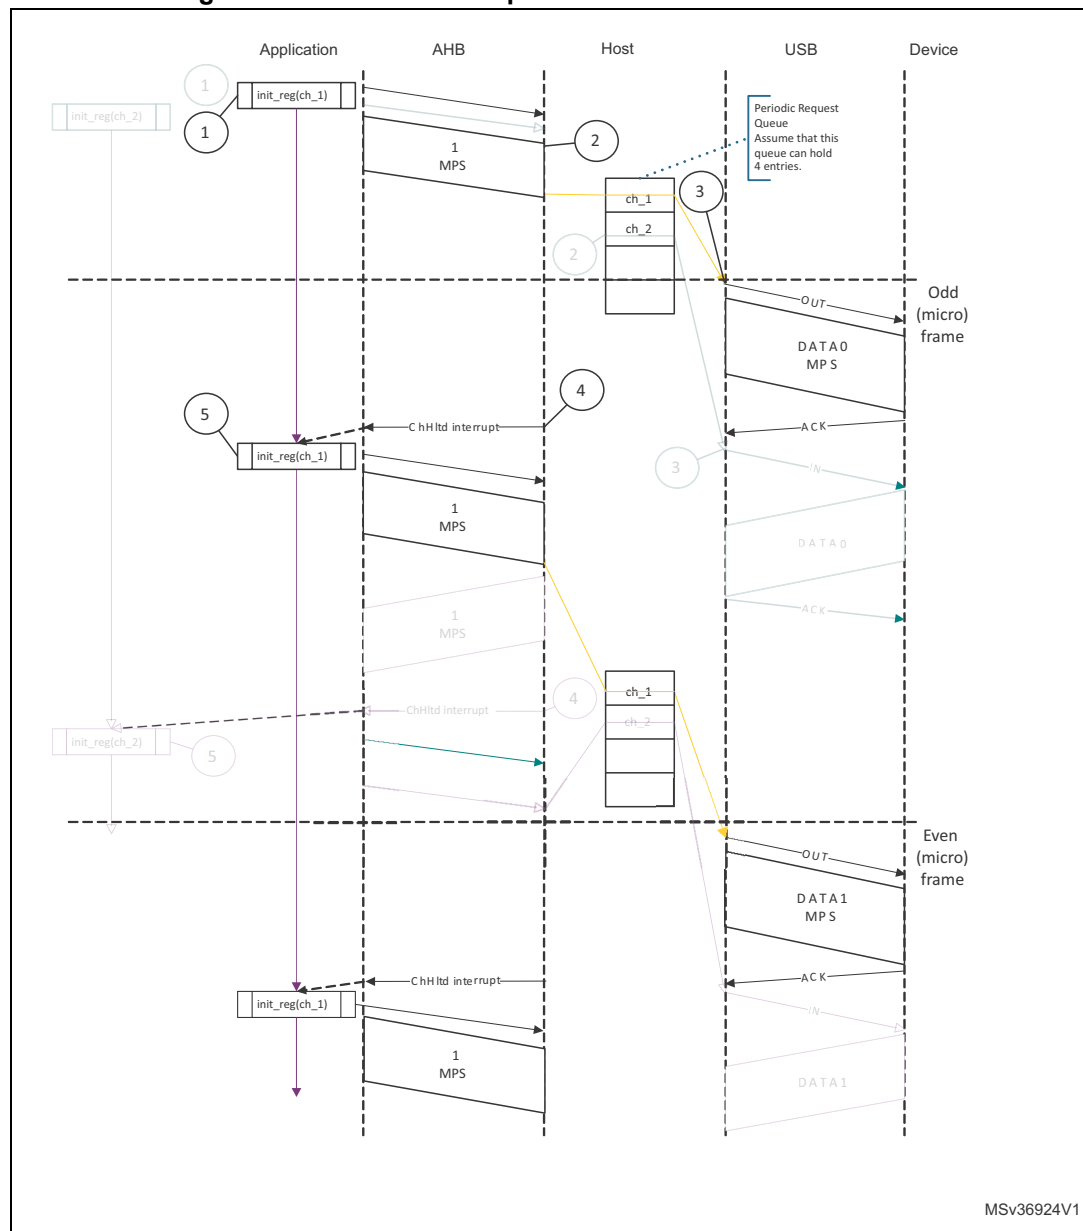 Application AHB Host USB Device
1
init_reg(ch_1)
init_reg(ch_2)
1
1
MPS
2
Periodic Request
Queue
Assume that this
queue can hold
4 entries.
3
ch_1
ch_2
2
Odd
(micro)
frame
OUT
DATA0
MPS
4
5
ChHltd interrupt
ACK
init_reg(ch_1)
3
IN
1
MPS
DATA0
ACK
1
MPS
ch_1
4
ChHltd interrupt
ch_2
init_reg(ch_2)
5
Even
(micro)
frame
OUT
DATA1
MPS
ChHltd interrupt
ACK
init_reg(ch_1)
IN
1
MPS
DATA1
MSv36924V1